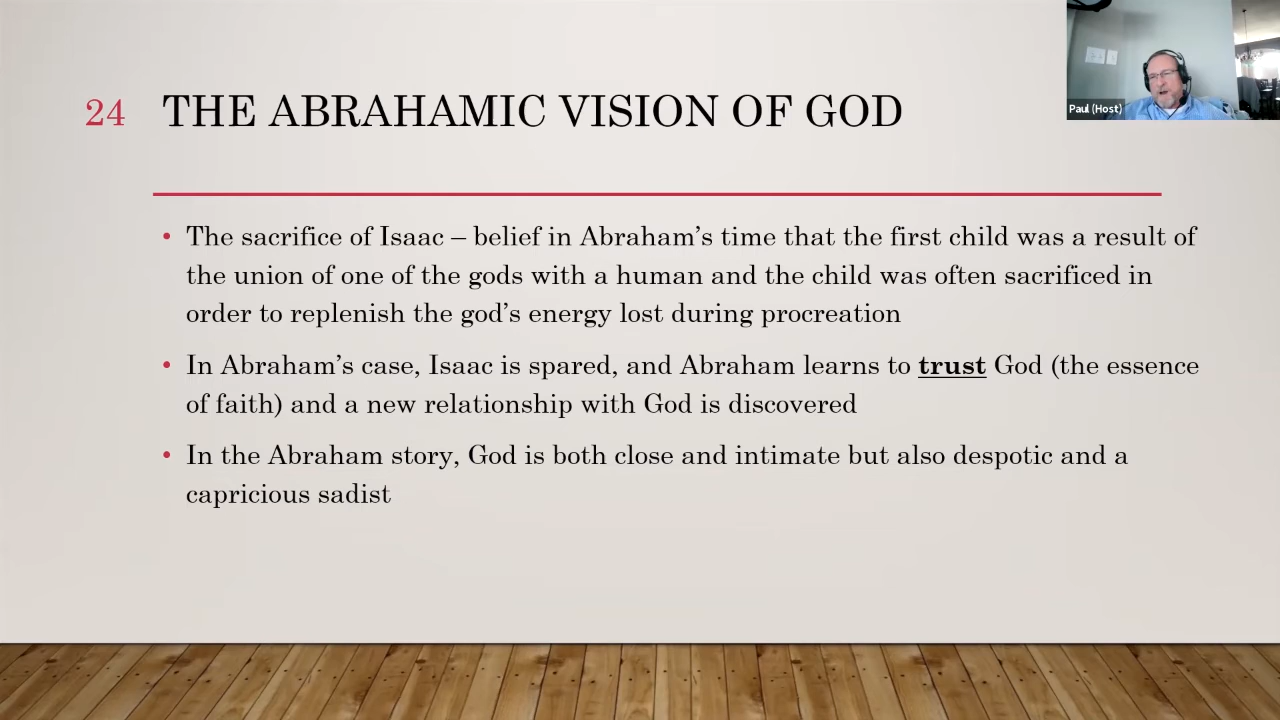 24 THE ABRAHAMIC VISION OF GOD
Paul (Host)
• The sacrifice of Isaac – belief in Abraham’s time that the first child was a result of
the union of one of the gods with a human and the child was often sacrificed in
order to replenish the god’s energy lost during procreation
• In Abraham’s case, Isaac is spared, and Abraham learns to trust God (the essence
of faith) and a new relationship with God is discovered
• In the Abraham story, God is both close and intimate but also despotic and a
capricious sadist